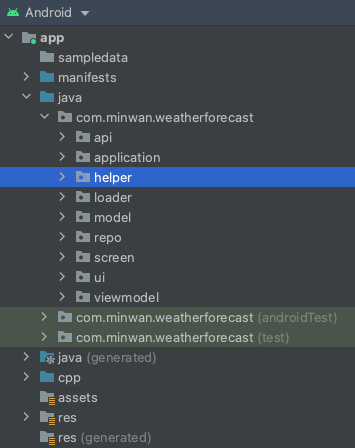 Android
app
sampledata
manifests
java
com.minwan.weatherforecast
api
application
helper
loader
model
repo
screen
ui
viewmodel
com.minwan.weatherforecast (androidTest)
com.minwan.weatherforecast (test)
java (generated)
cpp
assets
res
res (generated)